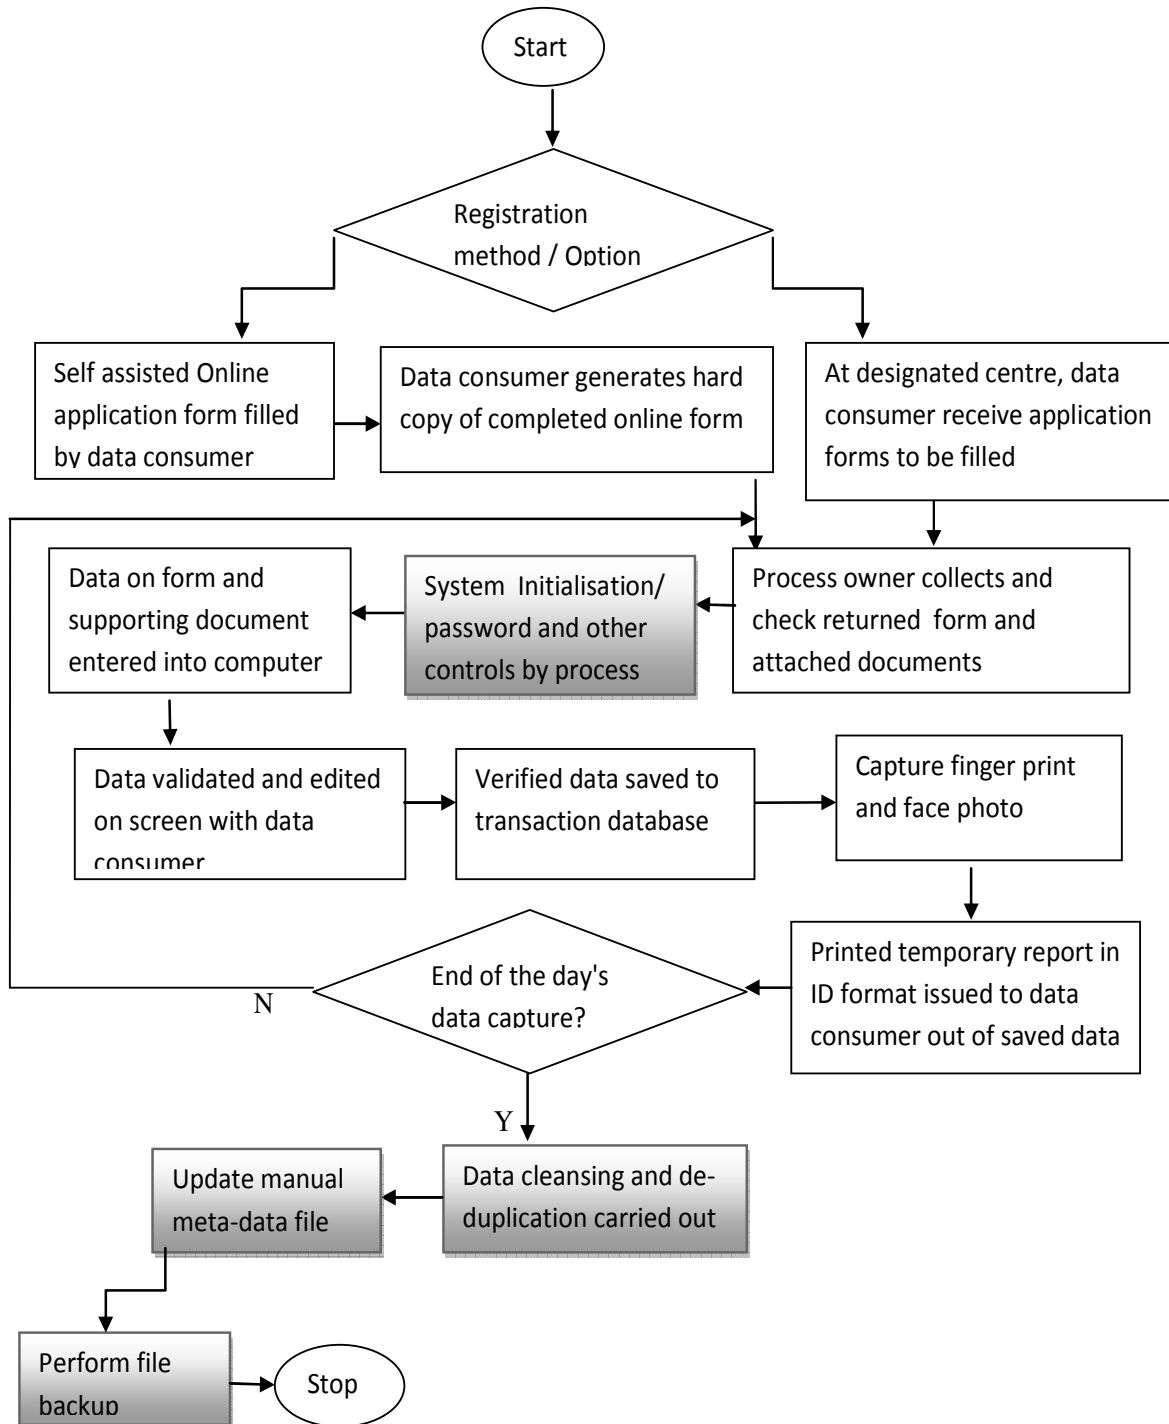 Start
Registration
method / Option
Self assisted Online
application form filled
by data consumer
Data consumer generates hard
copy of completed online form
At designated centre, data
consumer receive application
forms to be filled
Data on form and
supporting document
entered into computer
System Initialisation/
password and other
controls by process
Process owner collects and
check returned form and
attached documents
Data validated and edited
on screen with data
consumer
Verified data saved to
transaction database
Capture finger print
and face photo
End of the day's
data capture?
N
Printed temporary report in
ID format issued to data
consumer out of saved data
Y
Update manual
meta-data file
Data cleansing and de-
duplication carried out
Perform file
backup
Stop